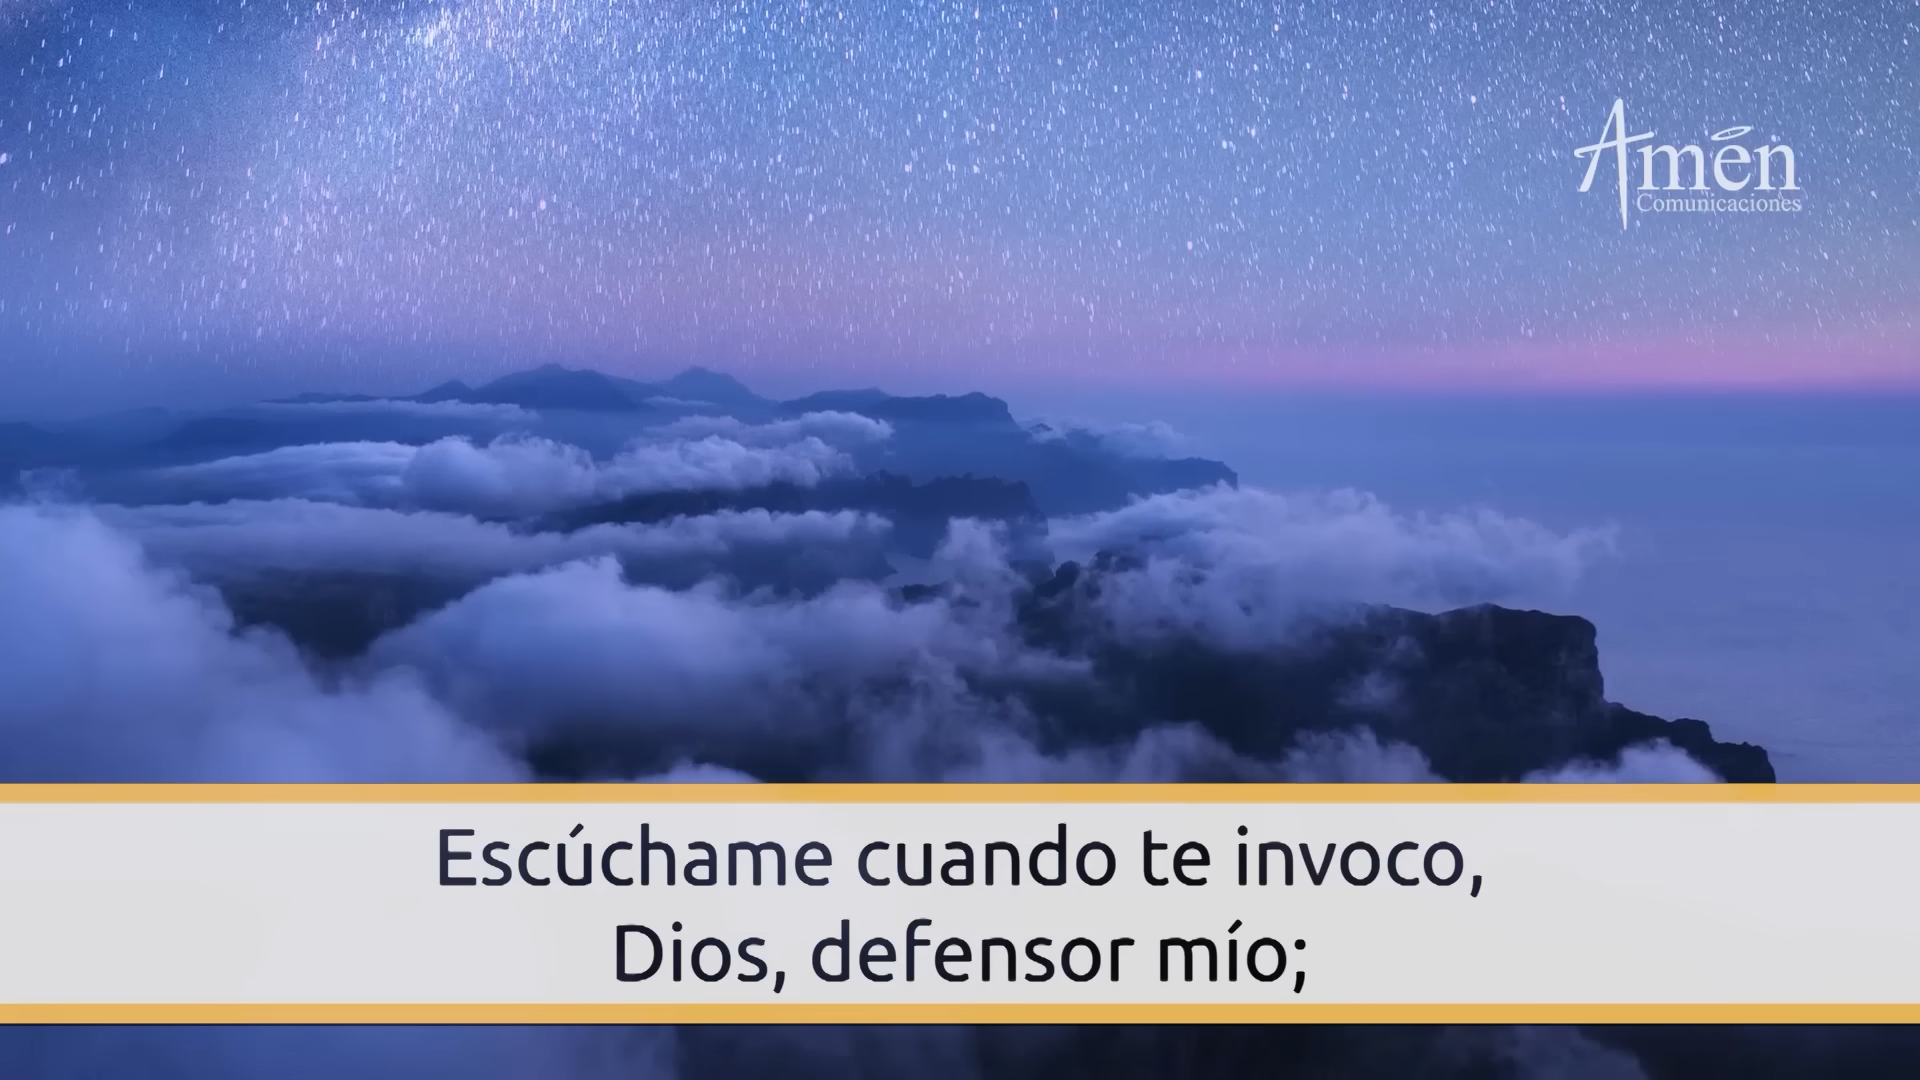 Amén
Comunicaciones
Escúchame cuando te invoco,
Dios, defensor mío;